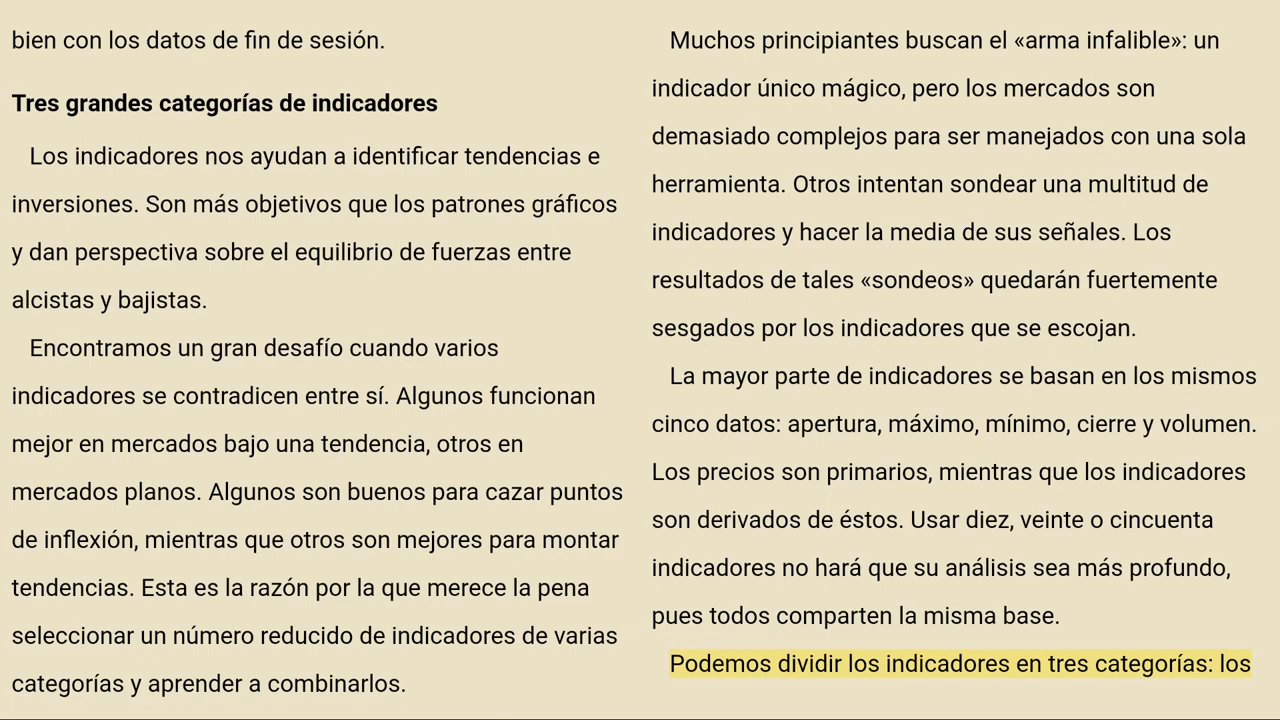 bien con los datos de fin de sesión.
Tres grandes categorías de indicadores
Los indicadores nos ayudan a identificar tendencias e
inversiones. Son más objetivos que los patrones gráficos
y dan perspectiva sobre el equilibrio de fuerzas entre
alcistas y bajistas.
Encontramos un gran desafío cuando varios
indicadores se contradicen entre sí. Algunos funcionan
mejor en mercados bajo una tendencia, otros en
mercados planos. Algunos son buenos para cazar puntos
de inflexión, mientras que otros son mejores para montar
tendencias. Esta es la razón por la que merece la pena
seleccionar un número reducido de indicadores de varias
categorías y aprender a combinarlos.
Muchos principiantes buscan el «arma infalible»: un
indicador único mágico, pero los mercados son
demasiado complejos para ser manejados con una sola
herramienta. Otros intentan sondear una multitud de
indicadores y hacer la media de sus señales. Los
resultados de tales «sondeos» quedarán fuertemente
sesgados por los indicadores que se escojan.
La mayor parte de indicadores se basan en los mismos
cinco datos: apertura, máximo, mínimo, cierre y volumen.
Los precios son primarios, mientras que los indicadores
son derivados de éstos. Usar diez, veinte o cincuenta
indicadores no hará que su análisis sea más profundo,
pues todos comparten la misma base.
Podemos dividir los indicadores en tres categorías: los